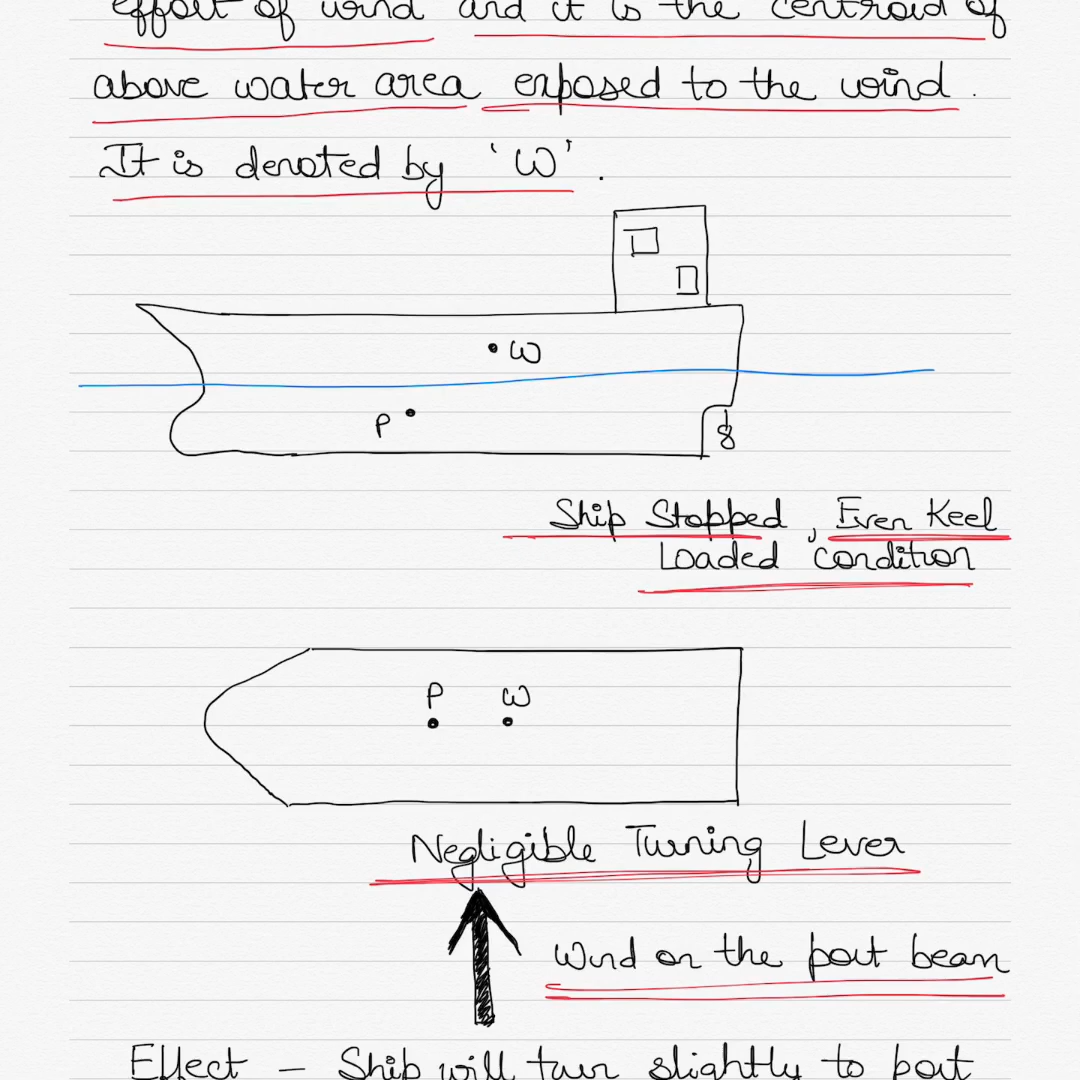 effort of wind and it is the centroid of
above water area exposed to the wind.
It is denoted by 'W'.
W
P
Ship Stopped, Even Keel
Loaded condition
P W
Negligible Turning Lever
Wind on the port beam
Effect — Ship will turn slightly to port